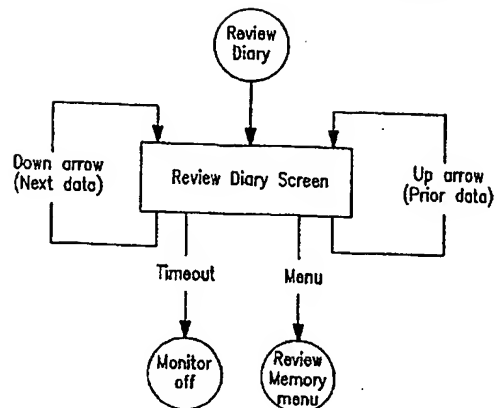 Review
Diary
Down arrow
(Next data)
Review Diary Screen
Up arrow
(Prior data)
Timeout
Menu
Monitor
off
Review
Memory
menu